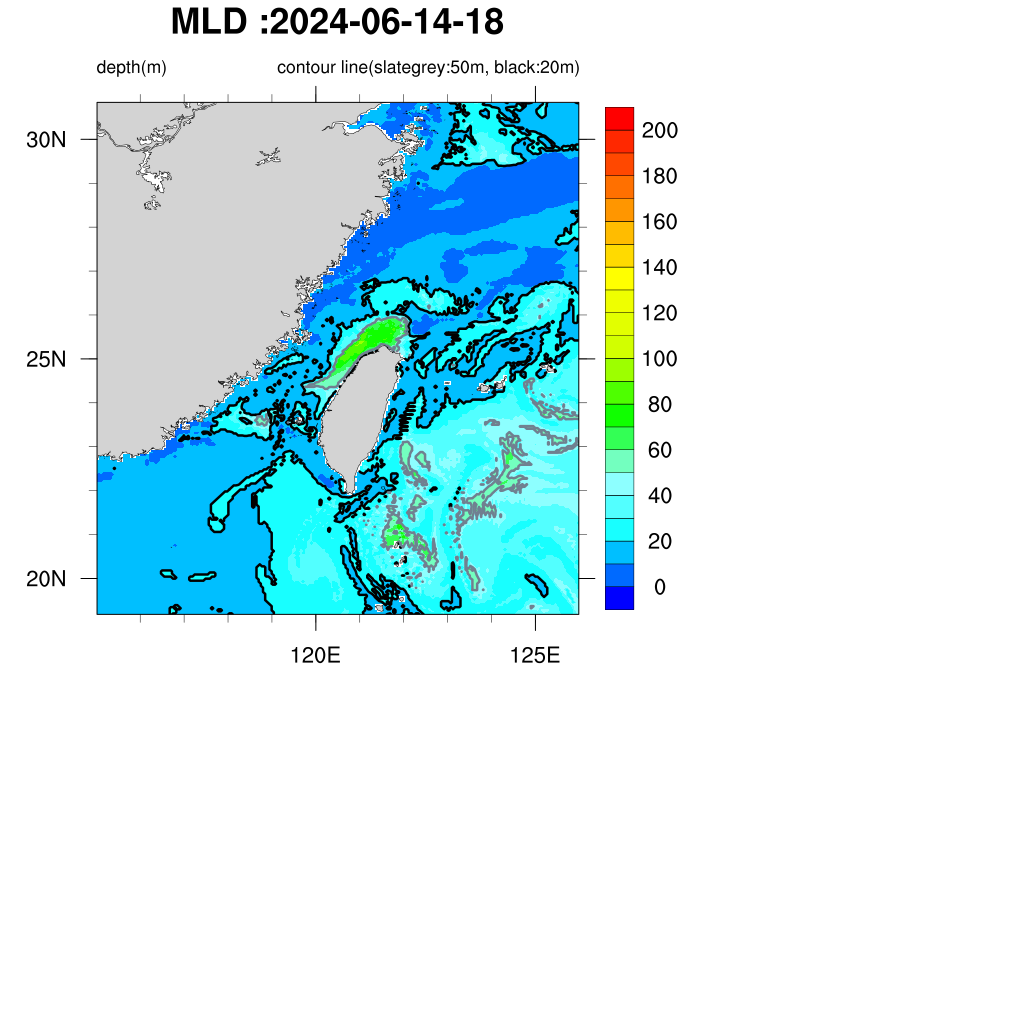 MLD :2024-06-14-18
depth(m)
contour line(slategrey:50m, black:20m)
30N
25N
20N
120E
125E
200
180
160
140
120
100
80
60
40
20
0